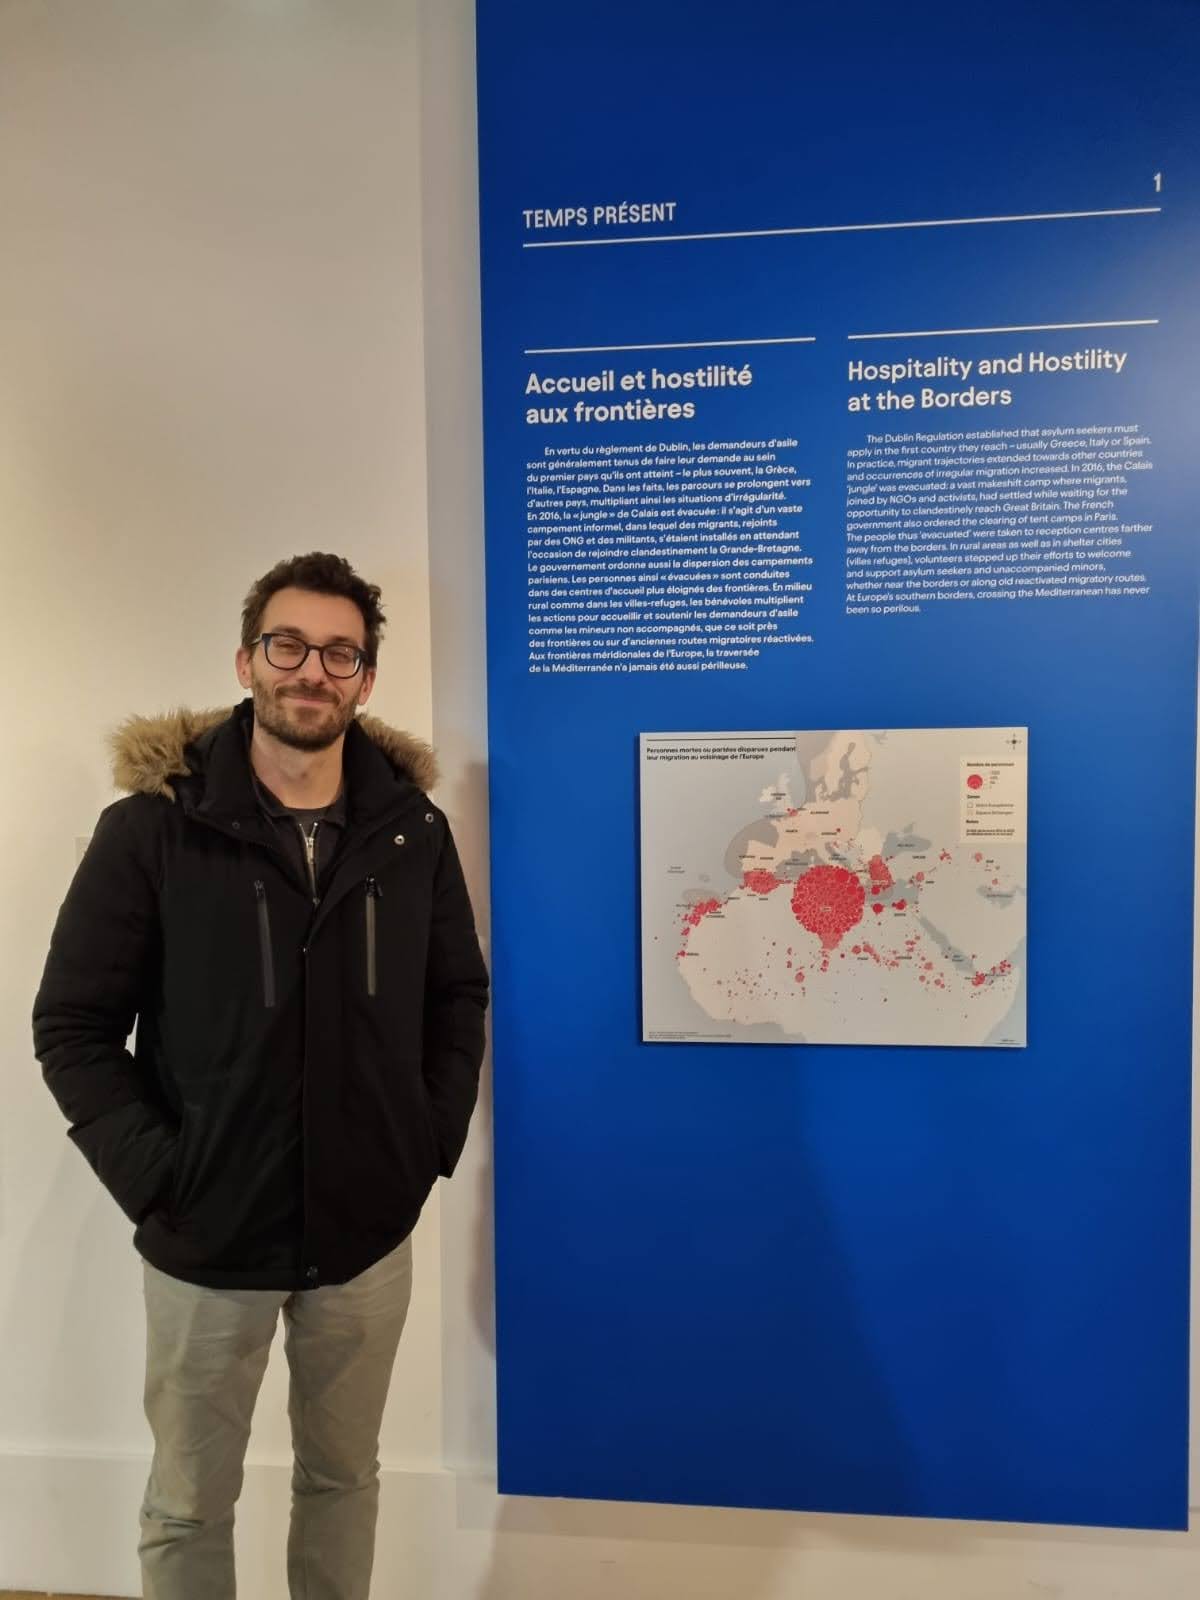 1
TEMPS PRÉSENT
Accueil et hostilité
aux frontières
En vertu du règlement de Dublin, les demandeurs d'asile
sont généralement tenus de faire leur demande au sein
du premier pays qu'ils ont atteint – le plus souvent, la Grèce,
l'Italie, l'Espagne. Dans les faits, les parcours se prolongent vers
d'autres pays, multipliant ainsi les situations d'irrégularité.
En 2016, la « jungle » de Calais est évacuée : il s'agit d'un vaste
campement informel, dans lequel des migrants, rejoints
par des ONG et des militants, s'étaient installés en attendant
l'occasion de rejoindre clandestinement la Grande-Bretagne.
Le gouvernement ordonne aussi la dispersion des campements
parisiens. Les personnes ainsi « évacuées » sont conduites
dans des centres d'accueil plus éloignés des frontières. En milieu
rural comme dans les villes-refuges, les bénévoles multiplient
les actions pour accueillir et soutenir les demandeurs d'asile
comme les mineurs non accompagnés, que ce soit près
des frontières ou sur d'anciennes routes migratoires réactivées.
Aux frontières méridionales de l'Europe, la traversée
de la Méditerranée n'a jamais été aussi périlleuse.
Hospitality and Hostility
at the Borders
The Dublin Regulation established that asylum seekers must
apply in the first country they reach – usually Greece, Italy or Spain.
In practice, migrant trajectories extended towards other countries
and occurrences of irregular migration increased. In 2016, the Calais
'jungle' was evacuated: a vast makeshift camp where migrants,
joined by NGOs and activists, had settled while waiting for the
opportunity to clandestinely reach Great Britain. The French
government also ordered the clearing of tent camps in Paris.
The people thus 'evacuated' were taken to reception centres farther
away from the borders. In rural areas as well as in shelter cities
(villes refuges), volunteers stepped up their efforts to welcome
and support asylum seekers and unaccompanied minors,
whether near the borders or along old reactivated migratory routes.
At Europe's southern borders, crossing the Mediterranean has never
been so perilous.
Personnes mortes ou portées disparues pendant
leur migration au voisinage de l'Europe
Nombre de personnes